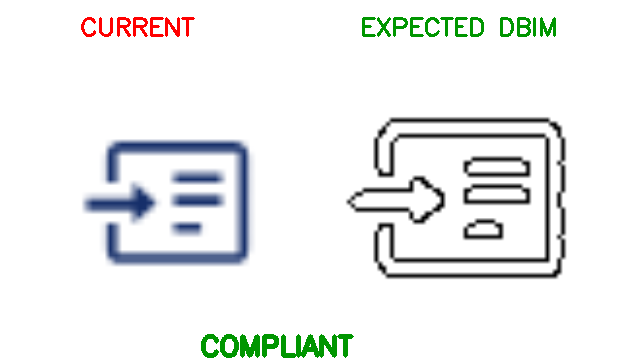 CURRENT
EXPECTED DBIM
COMPLIANT